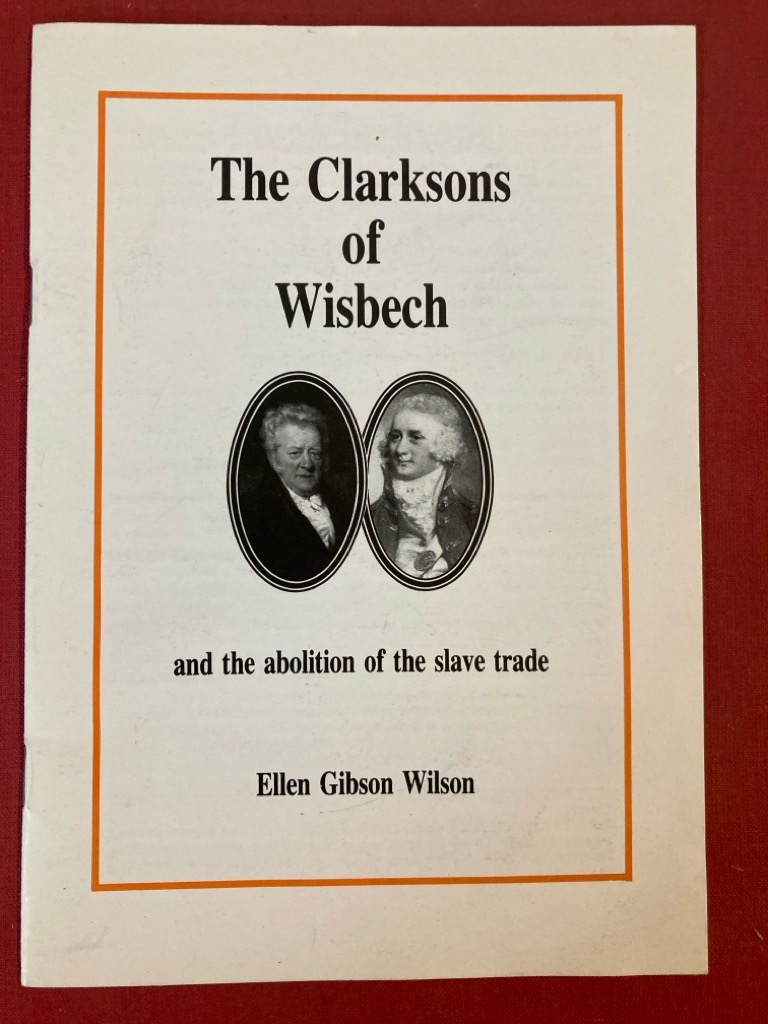 The Clarksons
of
Wisbech
and the abolition of the slave trade
Ellen Gibson Wilson